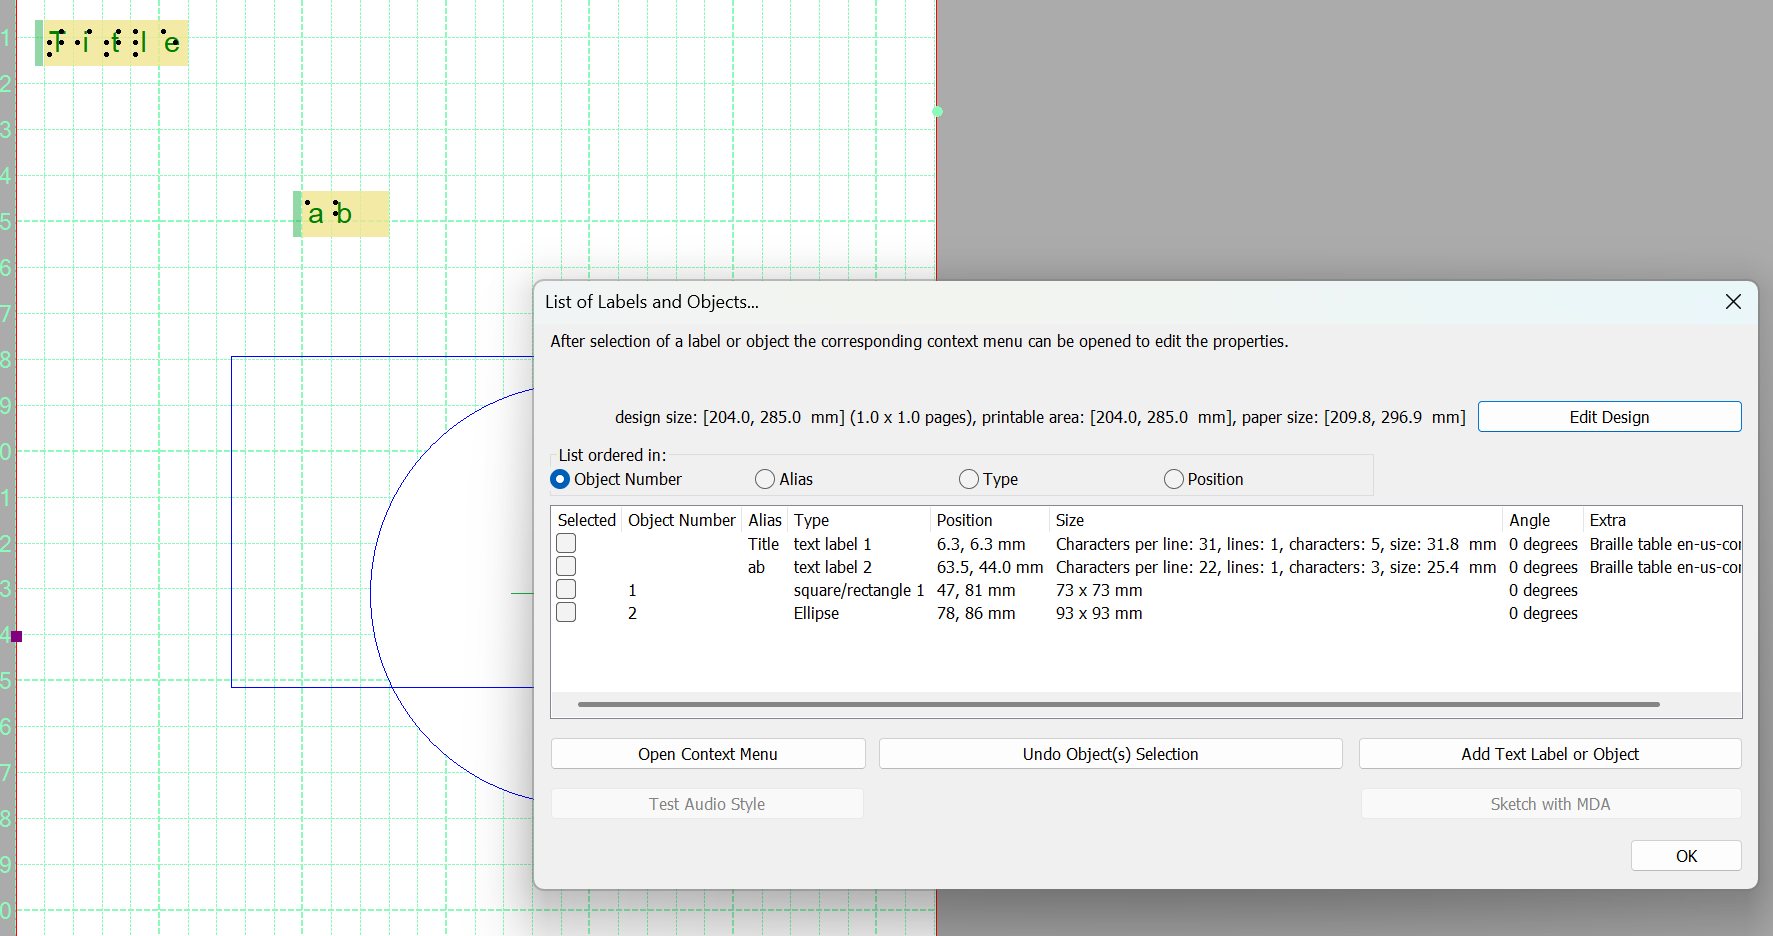 1 Title
2
3
4
ab
5
6
7
8
9
0
1
2
3
4
5
6
7
8
9
0
List of Labels and Objects...
After selection of a label or object the corresponding context menu can be opened to edit the properties.
design size: [204.0, 285.0 mm] (1.0 x 1.0 pages), printable area: [204.0, 285.0 mm], paper size: [209.8, 296.9 mm] Edit Design
List ordered in:
Object Number Alias Type Position
Selected Object Number Alias Type Position Size Angle Extra
Title text label 1 6.3, 6.3 mm Characters per line: 31, lines: 1, characters: 5, size: 31.8 mm 0 degrees Braille table en-us-co
ab text label 2 63.5, 44.0 mm Characters per line: 22, lines: 1, characters: 3, size: 25.4 mm 0 degrees Braille table en-us-co
1 square/rectangle 1 47, 81 mm 73 x 73 mm 0 degrees
2 Ellipse 78, 86 mm 93 x 93 mm 0 degrees
Open Context Menu Undo Object(s) Selection Add Text Label or Object
Test Audio Style Sketch with MDA
OK